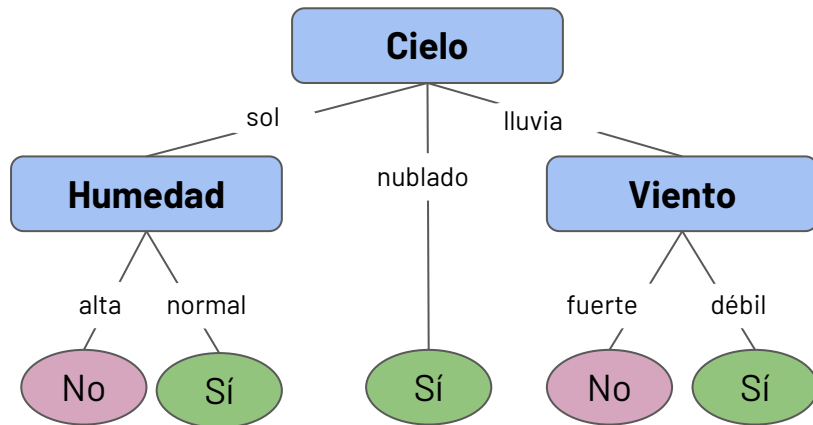 Cielo
sol
lluvia
nublado
Humedad
Viento
alta
normal
fuerte
débil
No
Sí
Sí
No
Sí